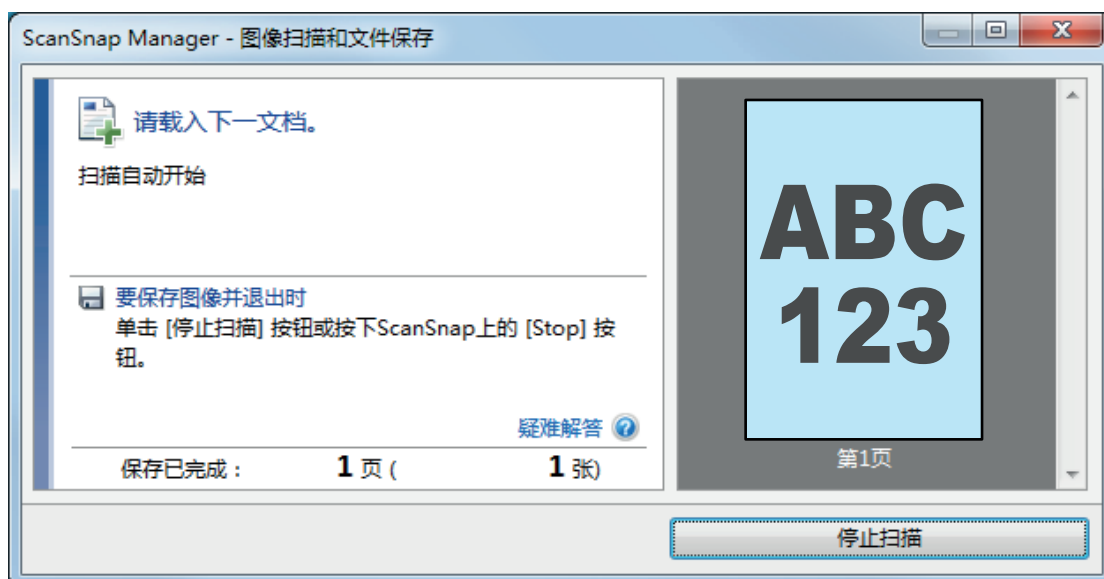 ScanSnap Manager - 图像扫描和文件保存
请载入下一文档。
扫描自动开始
要保存图像并退出时
单击 [停止扫描] 按钮或按下ScanSnap上的 [Stop] 按
钮。
疑难解答
保存已完成： 1 页 ( 1 张)
ABC
123
第1页
停止扫描